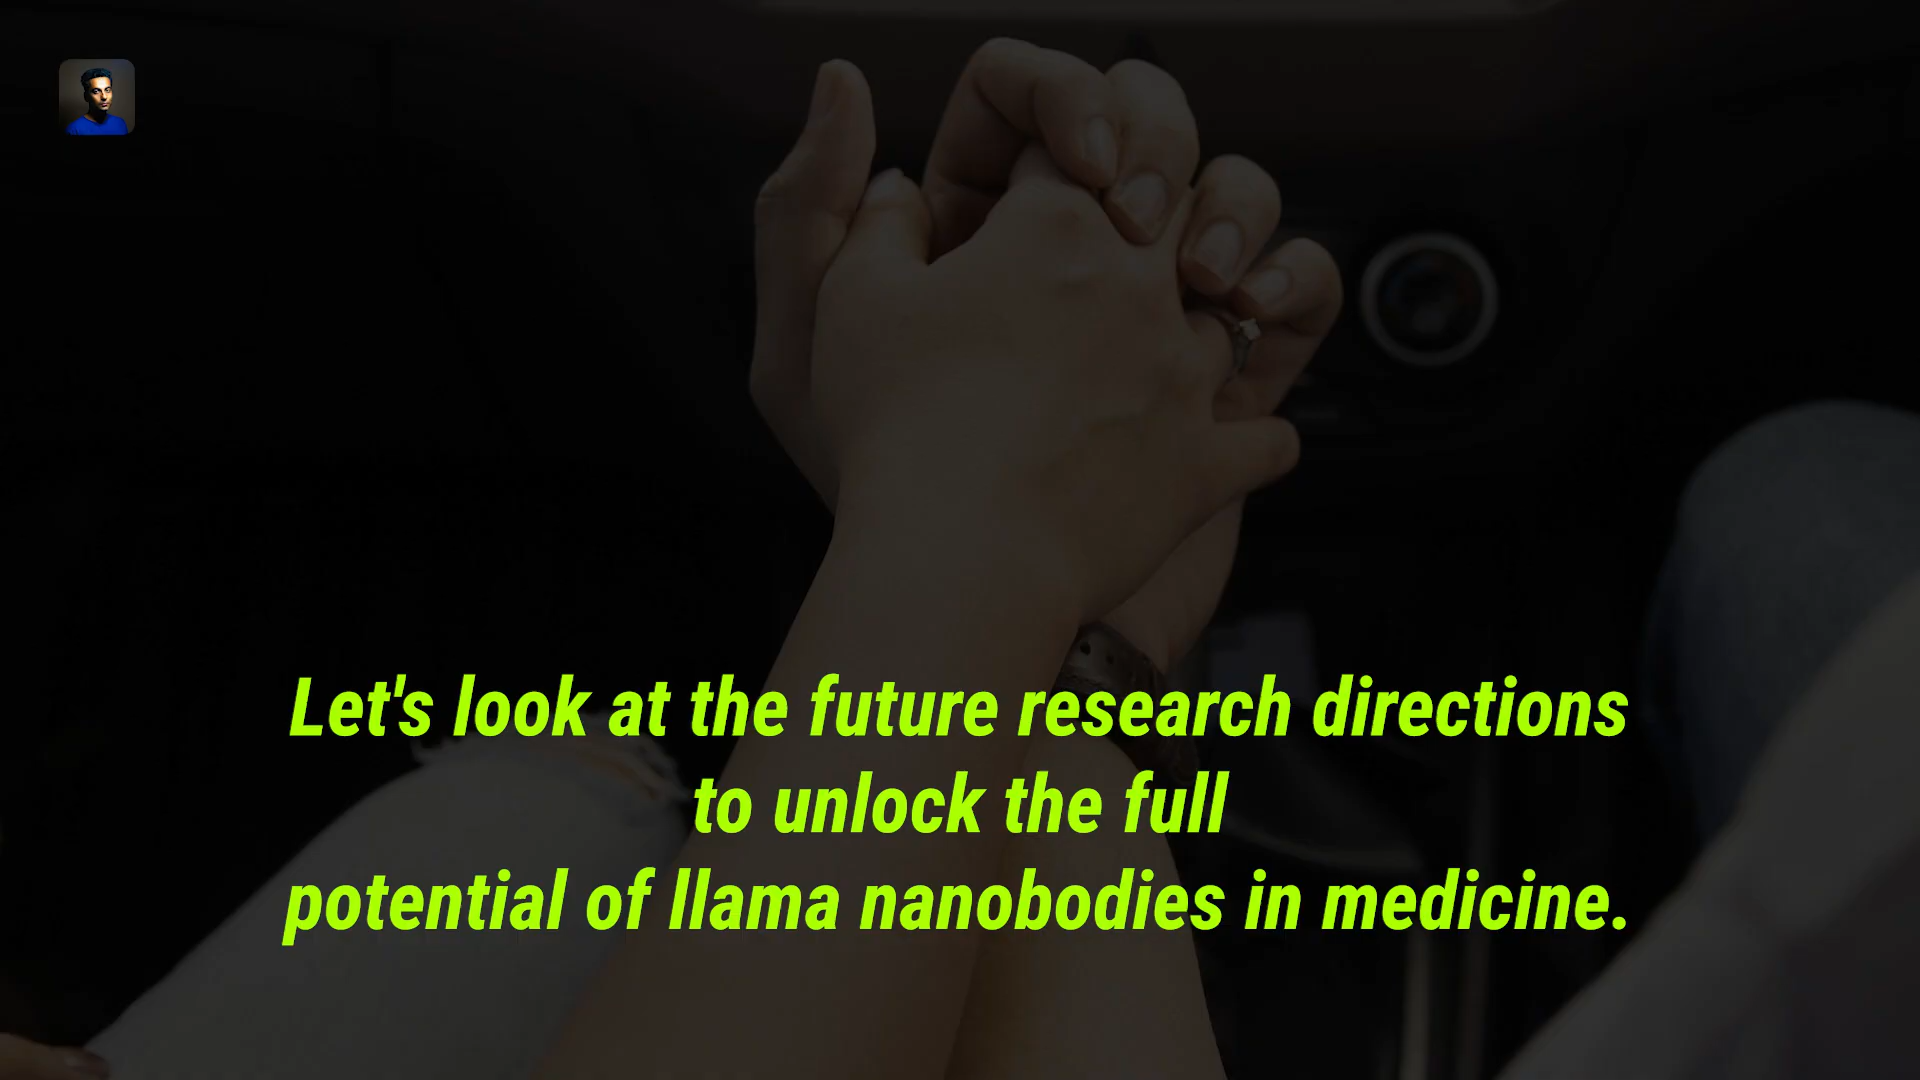 Let's look at the future research directions
to unlock the full
potential of llama nanobodies in medicine.